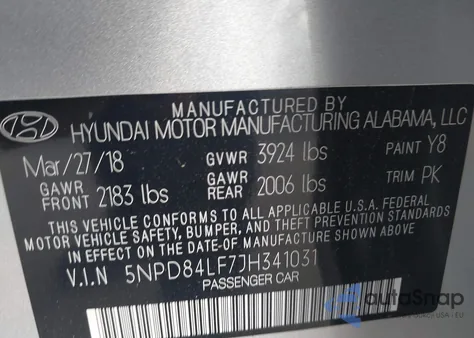 MANUFACTURED BY
HYUNDAI MOTOR MANUFACTURING ALABAMA, LLC
Mar/27/18 GVWR 3924 lbs PAINT Y8
GAWR FRONT 2183 lbs GAWR REAR 2006 lbs TRIM PK
THIS VEHICLE CONFORMS TO ALL APPLICABLE U.S.A. FEDERAL
MOTOR VEHICLE SAFETY, BUMPER, AND THEFT PREVENTION STANDARDS
IN EFFECT ON THE DATE OF MANUFACTURE SHOWN ABOVE.
V.I.N 5NPD84LF7JH341031
PASSENGER CAR
autaSnap